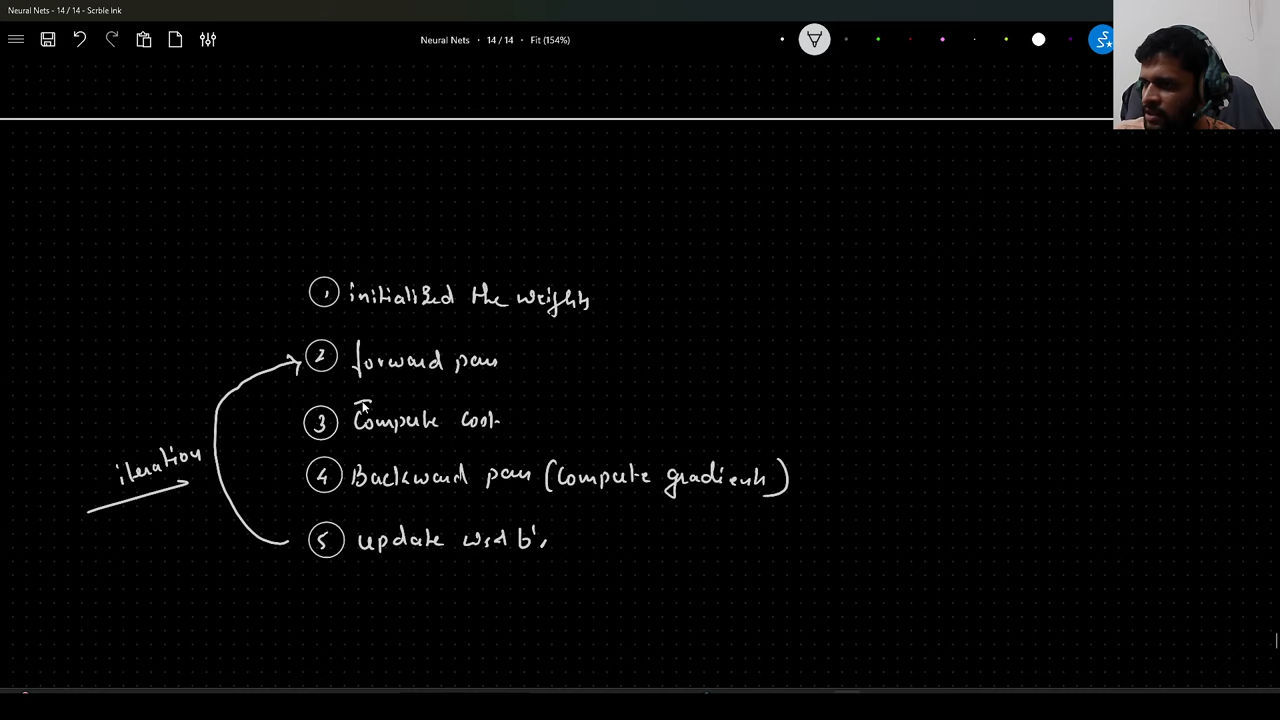 Neural Nets - 14 / 14 - Scrble Ink
Neural Nets • 14 / 14 • Fit (154%)
① initialized the weights
② forward pass
③ Compute cost
④ Backward pass (Compute gradients)
⑤ update w's b's
iteration